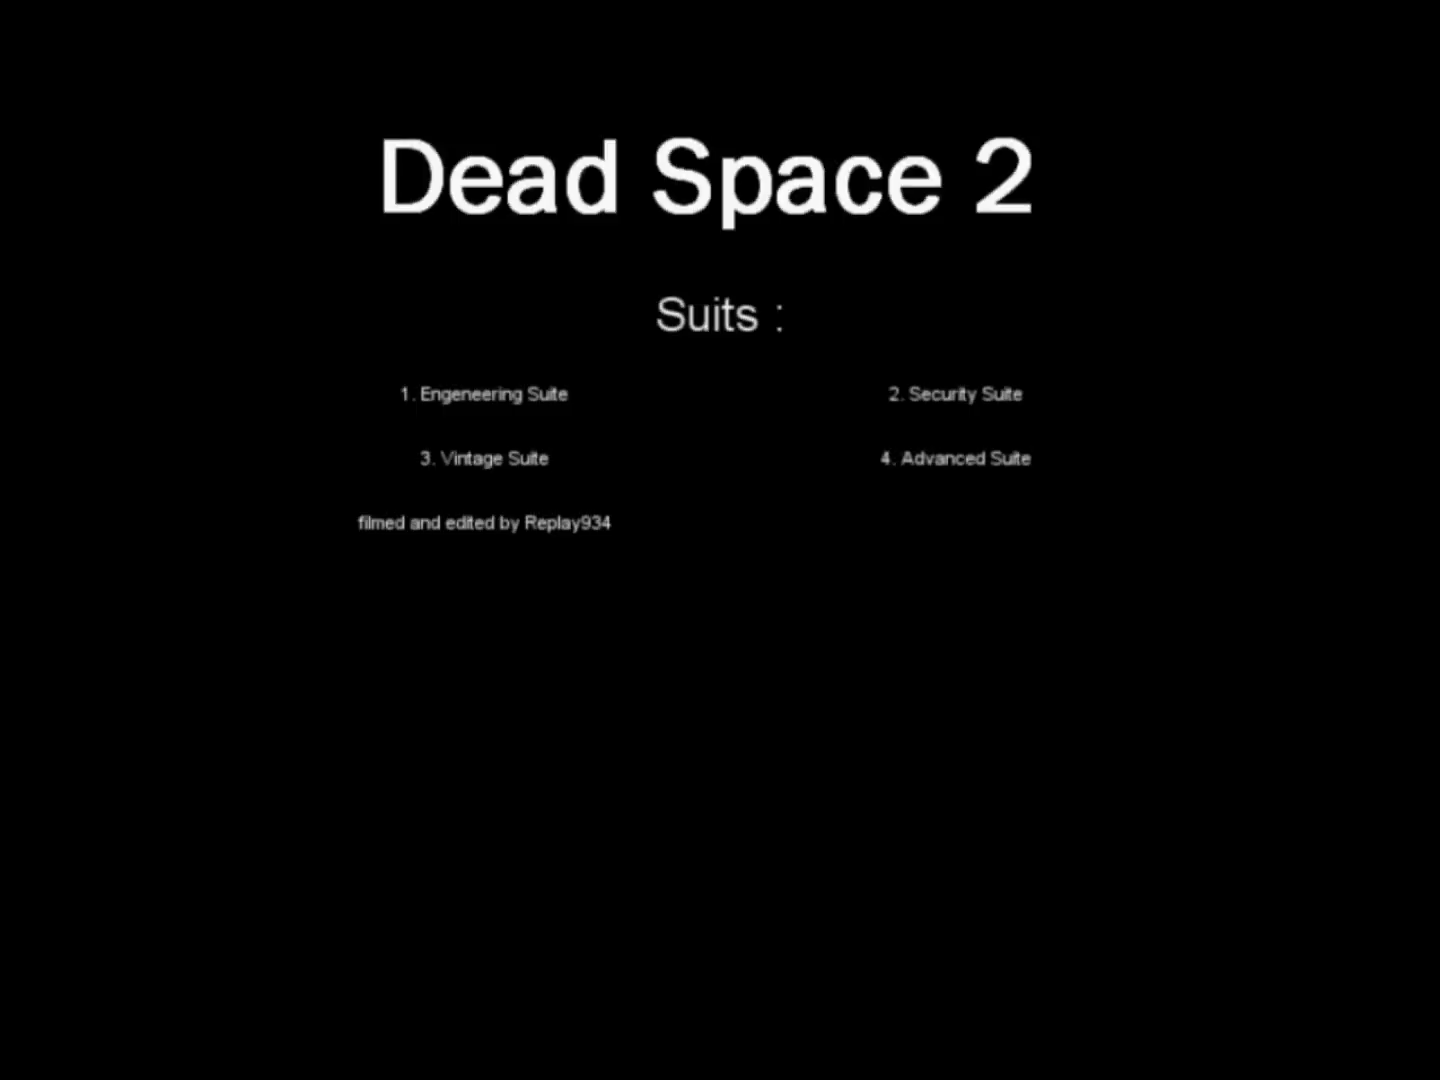 Dead Space 2
Suits :
1. Engeneering Suite
2. Security Suite
3. Vintage Suite
4. Advanced Suite
filmed and edited by Replay934